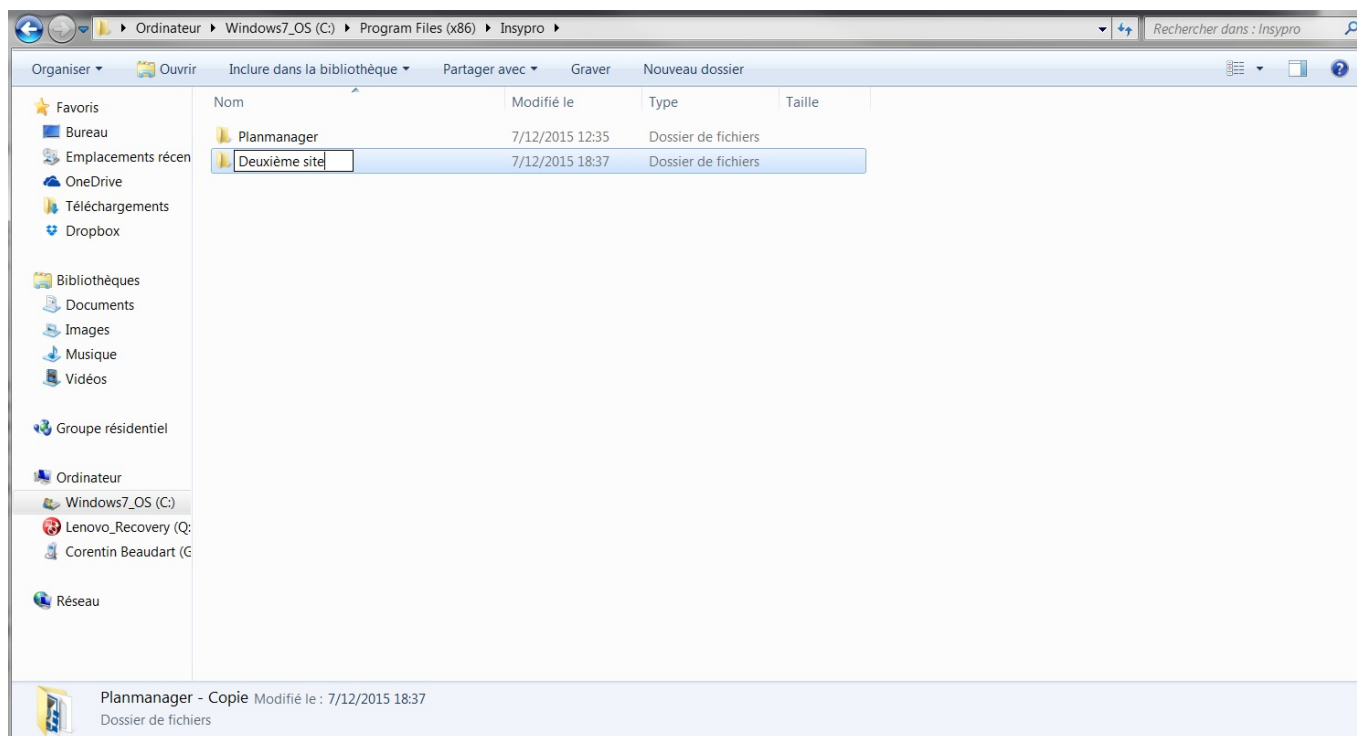 Ordinateur Windows7_OS (C:) Program Files (x86) Insypro Rechercher dans : Insypro
Organiser Ouvrir Inclure dans la bibliothèque Partager avec Graver Nouveau dossier
Nom Modifié le Type Taille
Planmanager 7/12/2015 12:35 Dossier de fichiers
Deuxième site 7/12/2015 18:37 Dossier de fichiers
Favoris
Bureau
Emplacements récen
OneDrive
Téléchargements
Dropbox
Bibliothèques
Documents
Images
Musique
Vidéos
Groupe résidentiel
Ordinateur
Windows7_OS (C:)
Lenovo_Recovery (Q:
Corentin Beaudart (G
Réseau
Planmanager - Copie Modifié le : 7/12/2015 18:37
Dossier de fichiers